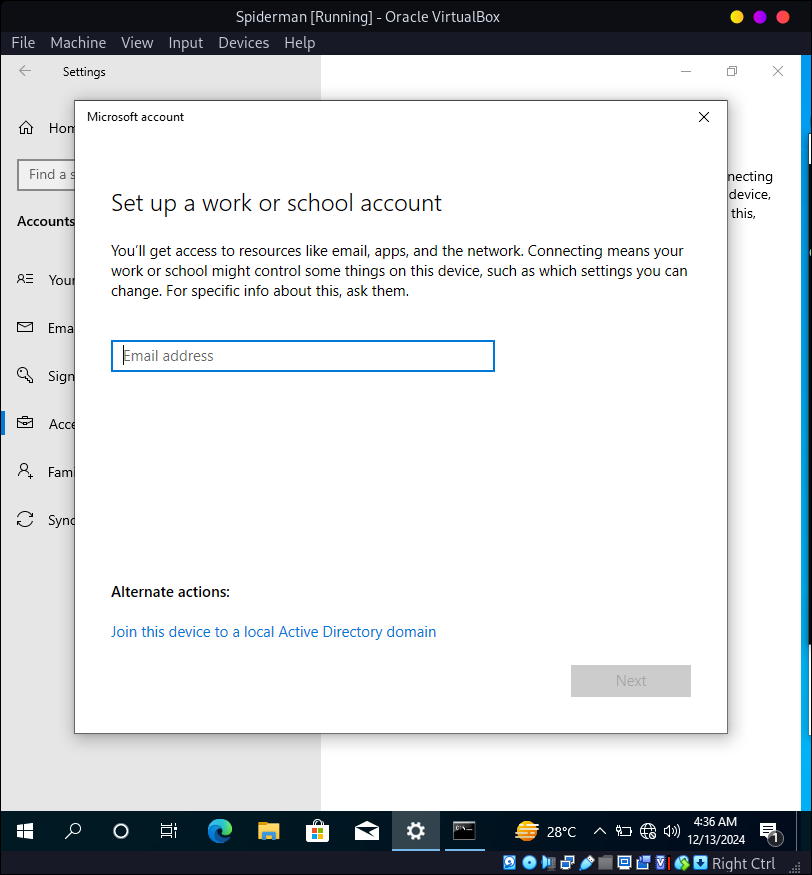 Spiderman [Running] - Oracle VirtualBox
File Machine View Input Devices Help
Settings
Microsoft account
Hom
Find a s
Accounts
Your
Ema
Sign
Acce
Fami
Sync
necting
device,
this,
Set up a work or school account
You'll get access to resources like email, apps, and the network. Connecting means your
work or school might control some things on this device, such as which settings you can
change. For specific info about this, ask them.
Email address
Alternate actions:
Join this device to a local Active Directory domain
Next
28°C
4:36 AM
12/13/2024
1
Right Ctrl